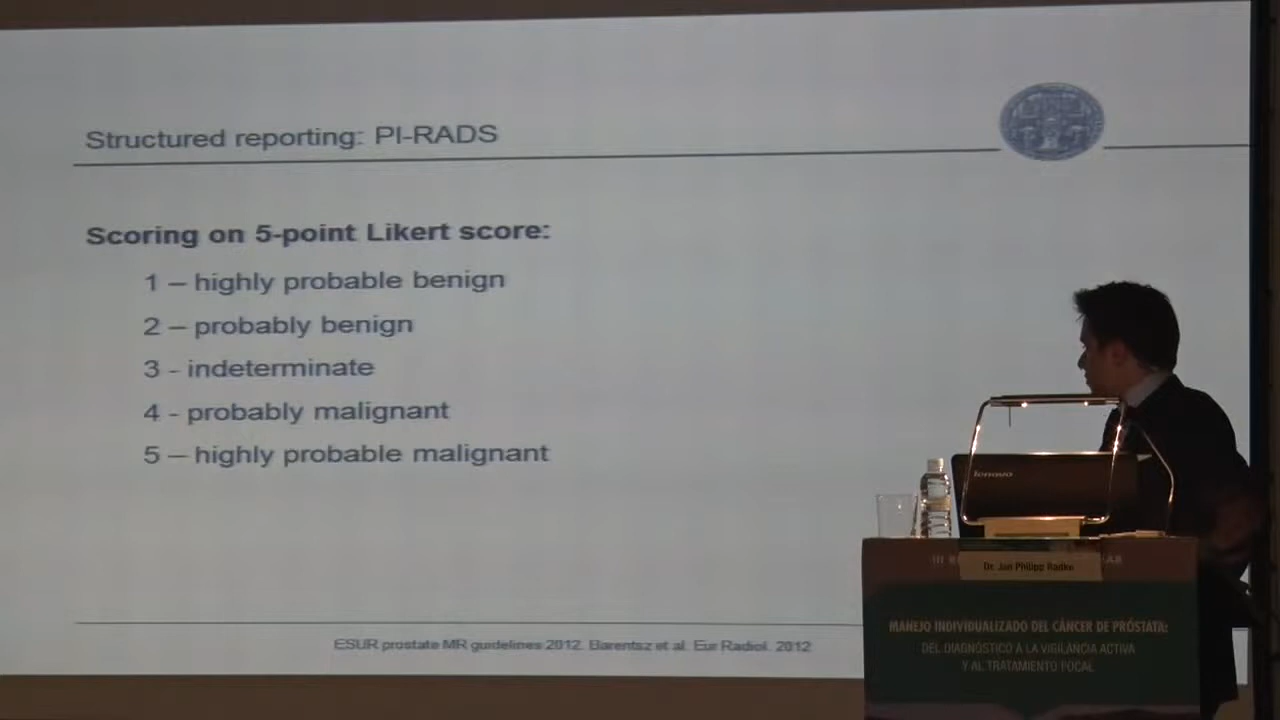 Structured reporting: PI-RADS
Scoring on 5-point Likert score:
1 – highly probable benign
2 – probably benign
3 - indeterminate
4 - probably malignant
5 – highly probable malignant
ESUR prostate MR guidelines 2012. Barentsz et al. Eur Radiol. 2012
lenovo
III
Dr. Jan Philipp Radke
MANEJO INDIVIDUALIZADO DEL CÁNCER DE PRÓSTATA:
DEL DIAGNÓSTICO A LA VIGILANCIA ACTIVA
Y AL TRATAMIENTO FOCAL